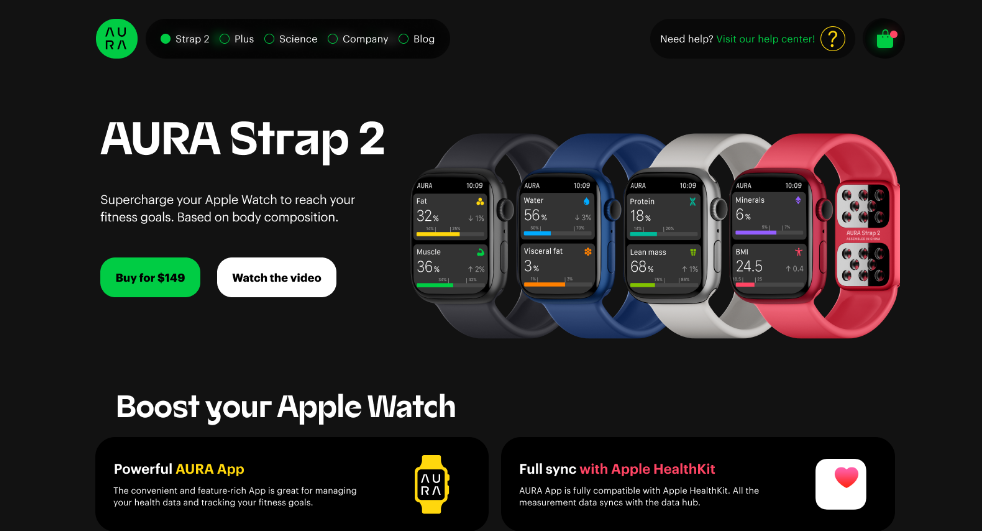 AU
RA
Strap 2
Plus
Science
Company
Blog
Need help? Visit our help center!
?
AURA Strap 2
Supercharge your Apple Watch to reach your
fitness goals. Based on body composition.
Buy for $149
Watch the video
AURA 10:09
Fat
32%
↓ 1%
Muscle
36%
↑ 2%
AURA 10:09
Water
56%
↓ 3%
Visceral fat
3%
AURA 10:09
Protein
18%
Lean mass
68%
↑ 1%
AURA 10:09
Minerals
6%
BMI
24.5
↑ 0.4
AURA Strap 2
Boost your Apple Watch
Powerful AURA App
The convenient and feature-rich App is great for managing
your health data and tracking your fitness goals.
AU
RA
Full sync with Apple HealthKit
AURA App is fully compatible with Apple HealthKit. All the
measurement data syncs with the data hub.